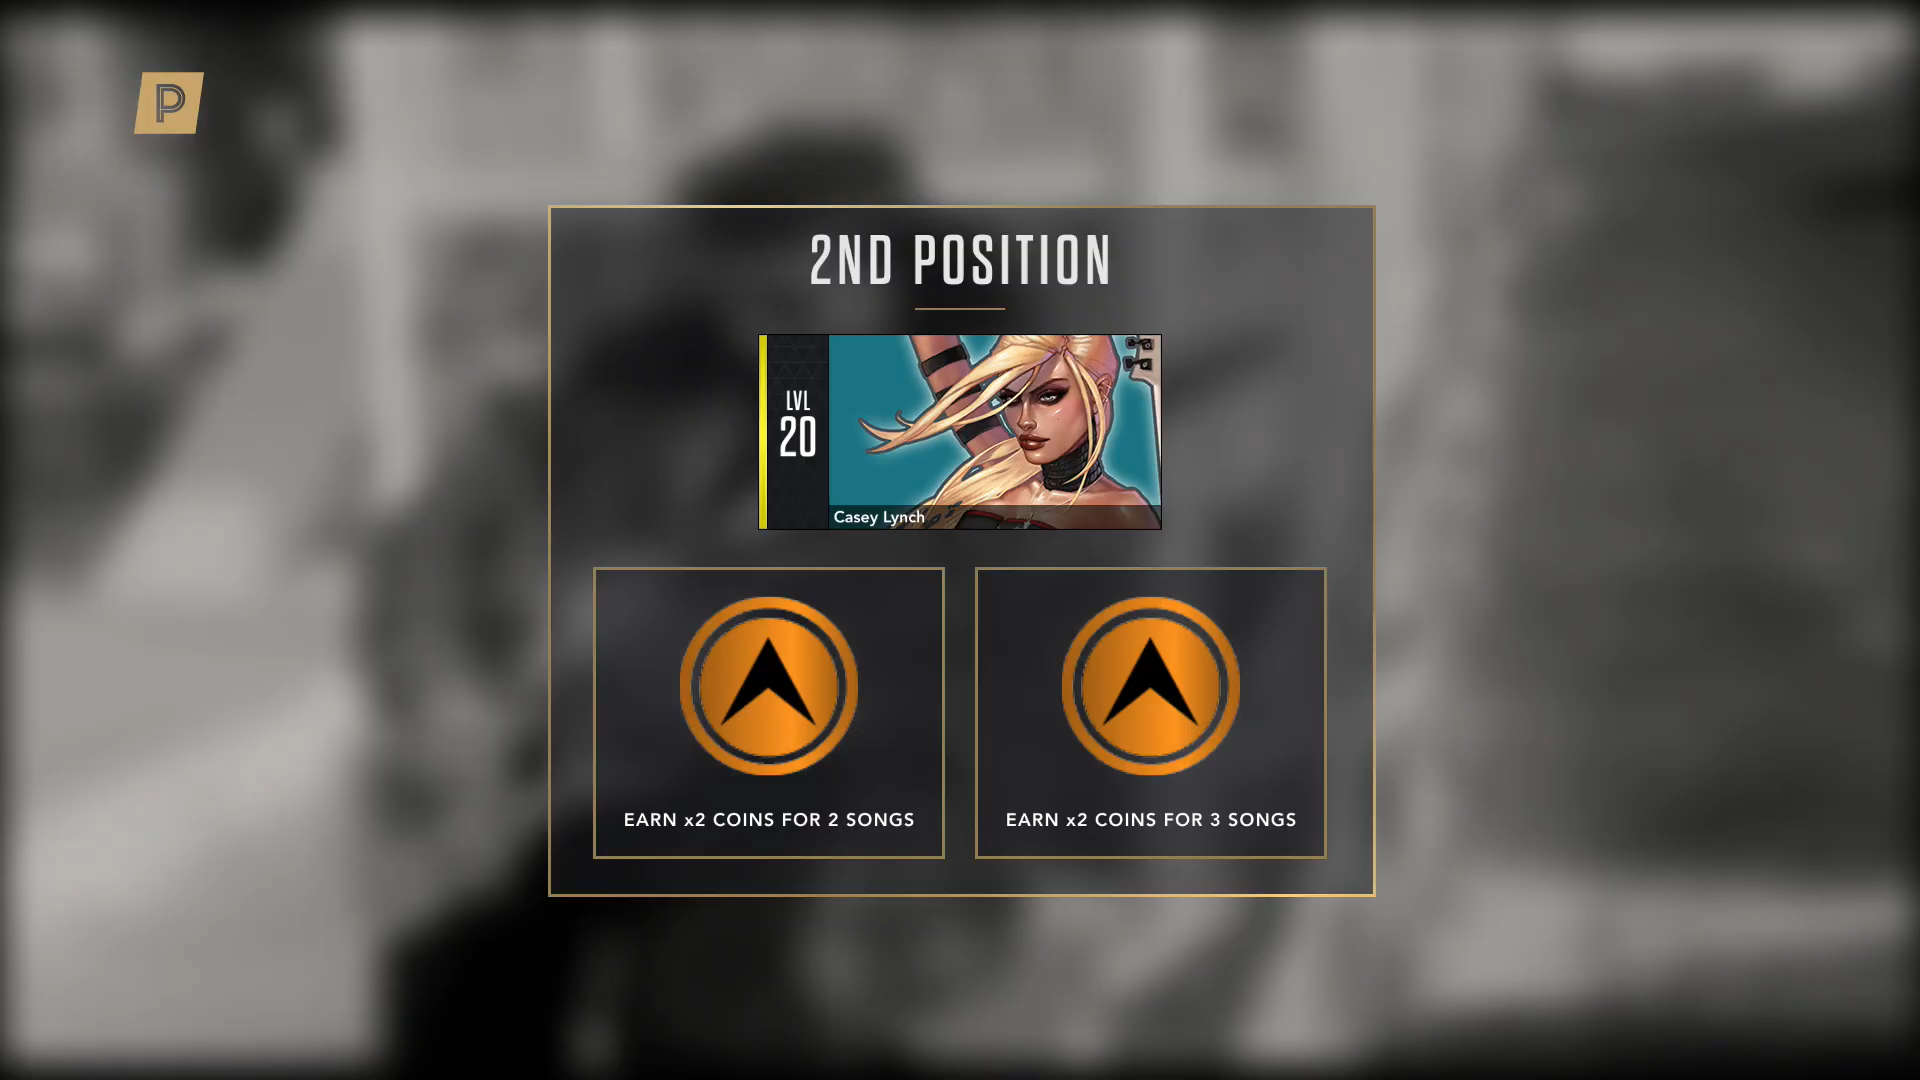 P
2ND POSITION
LVL
20
Casey Lynch
EARN x2 COINS FOR 2 SONGS
EARN x2 COINS FOR 3 SONGS